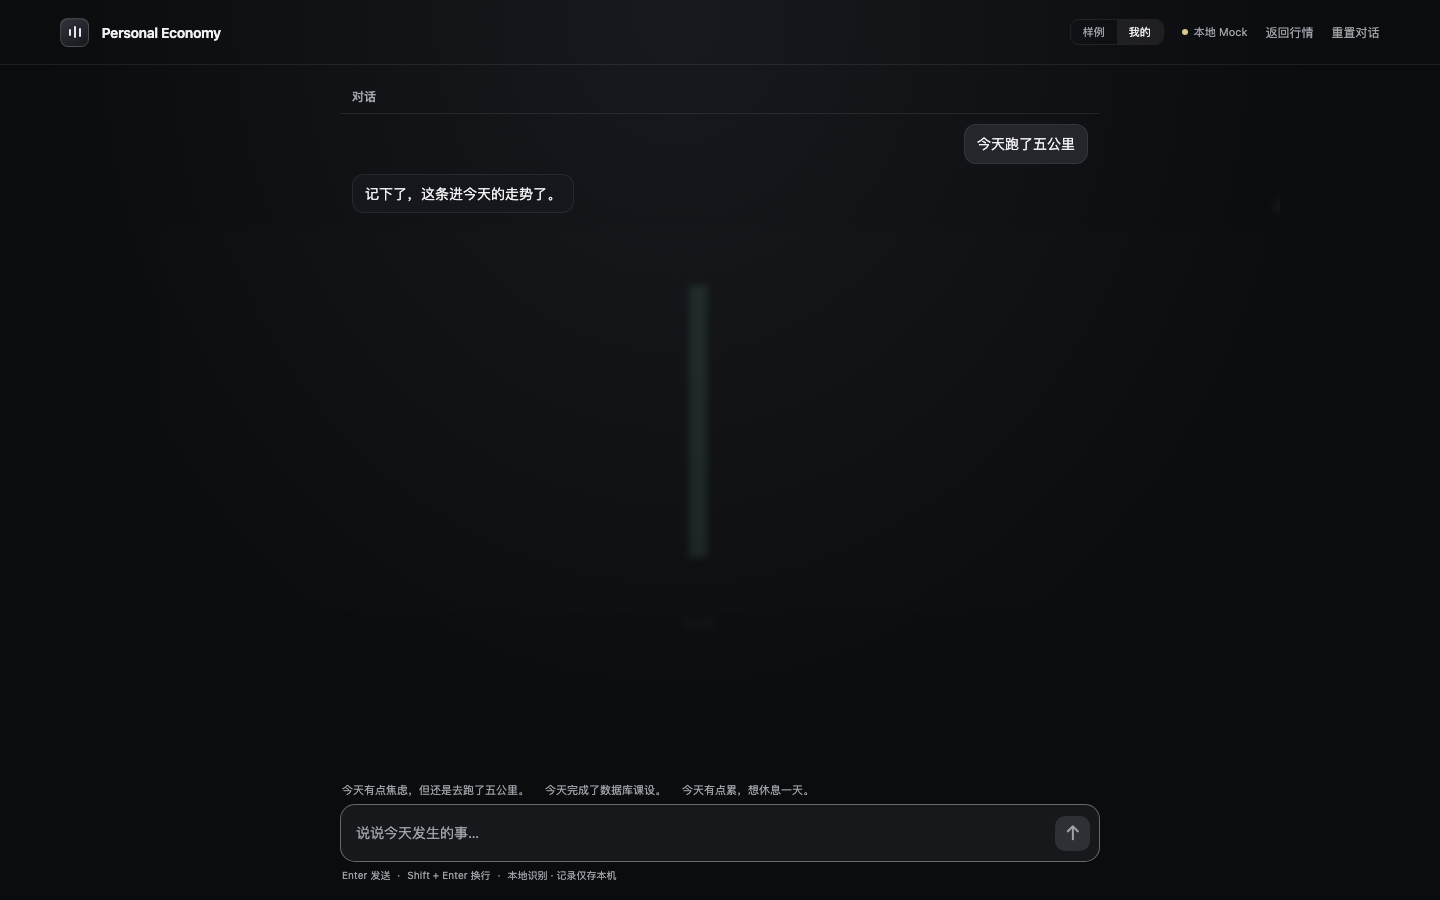 Personal Economy
样例 我的 本地 Mock 返回行情 重置对话
对话
今天跑了五公里
记下了，这条进今天的走势了。
今天有点焦虑，但还是去跑了五公里。 今天完成了数据库课设。 今天有点累，想休息一天。
说说今天发生的事...
Enter 发送 · Shift + Enter 换行 · 本地识别 · 记录仅存本机